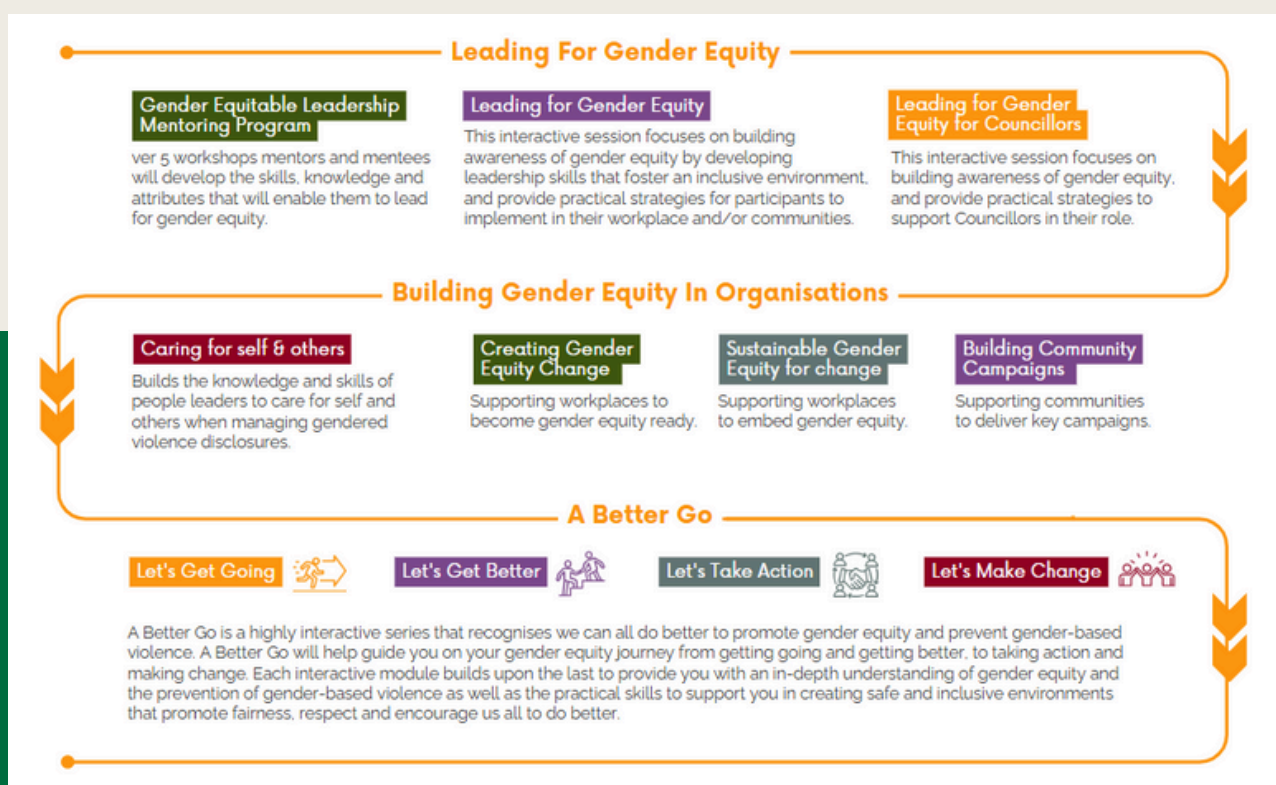 Leading For Gender Equity
Gender Equitable Leadership
Mentoring Program
ver 5 workshops mentors and mentees
will develop the skills, knowledge and
attributes that will enable them to lead
for gender equity.
Leading for Gender Equity
This interactive session focuses on building
awareness of gender equity by developing
leadership skills that foster an inclusive environment,
and provide practical strategies for participants to
implement in their workplace and/or communities.
Leading for Gender
Equity for Councillors
This interactive session focuses on
building awareness of gender equity,
and provide practical strategies to
support Councillors in their role.
Building Gender Equity In Organisations
Caring for self & others
Builds the knowledge and skills of
people leaders to care for self and
others when managing gendered
violence disclosures.
Creating Gender
Equity Change
Supporting workplaces to
become gender equity ready.
Sustainable Gender
Equity for change
Supporting workplaces
to embed gender equity.
Building Community
Campaigns
Supporting communities
to deliver key campaigns.
A Better Go
Let's Get Going
Let's Get Better
Let's Take Action
Let's Make Change
A Better Go is a highly interactive series that recognises we can all do better to promote gender equity and prevent gender-based
violence. A Better Go will help guide you on your gender equity journey from getting going and getting better, to taking action and
making change. Each interactive module builds upon the last to provide you with an in-depth understanding of gender equity and
the prevention of gender-based violence as well as the practical skills to support you in creating safe and inclusive environments
that promote fairness, respect and encourage us all to do better.